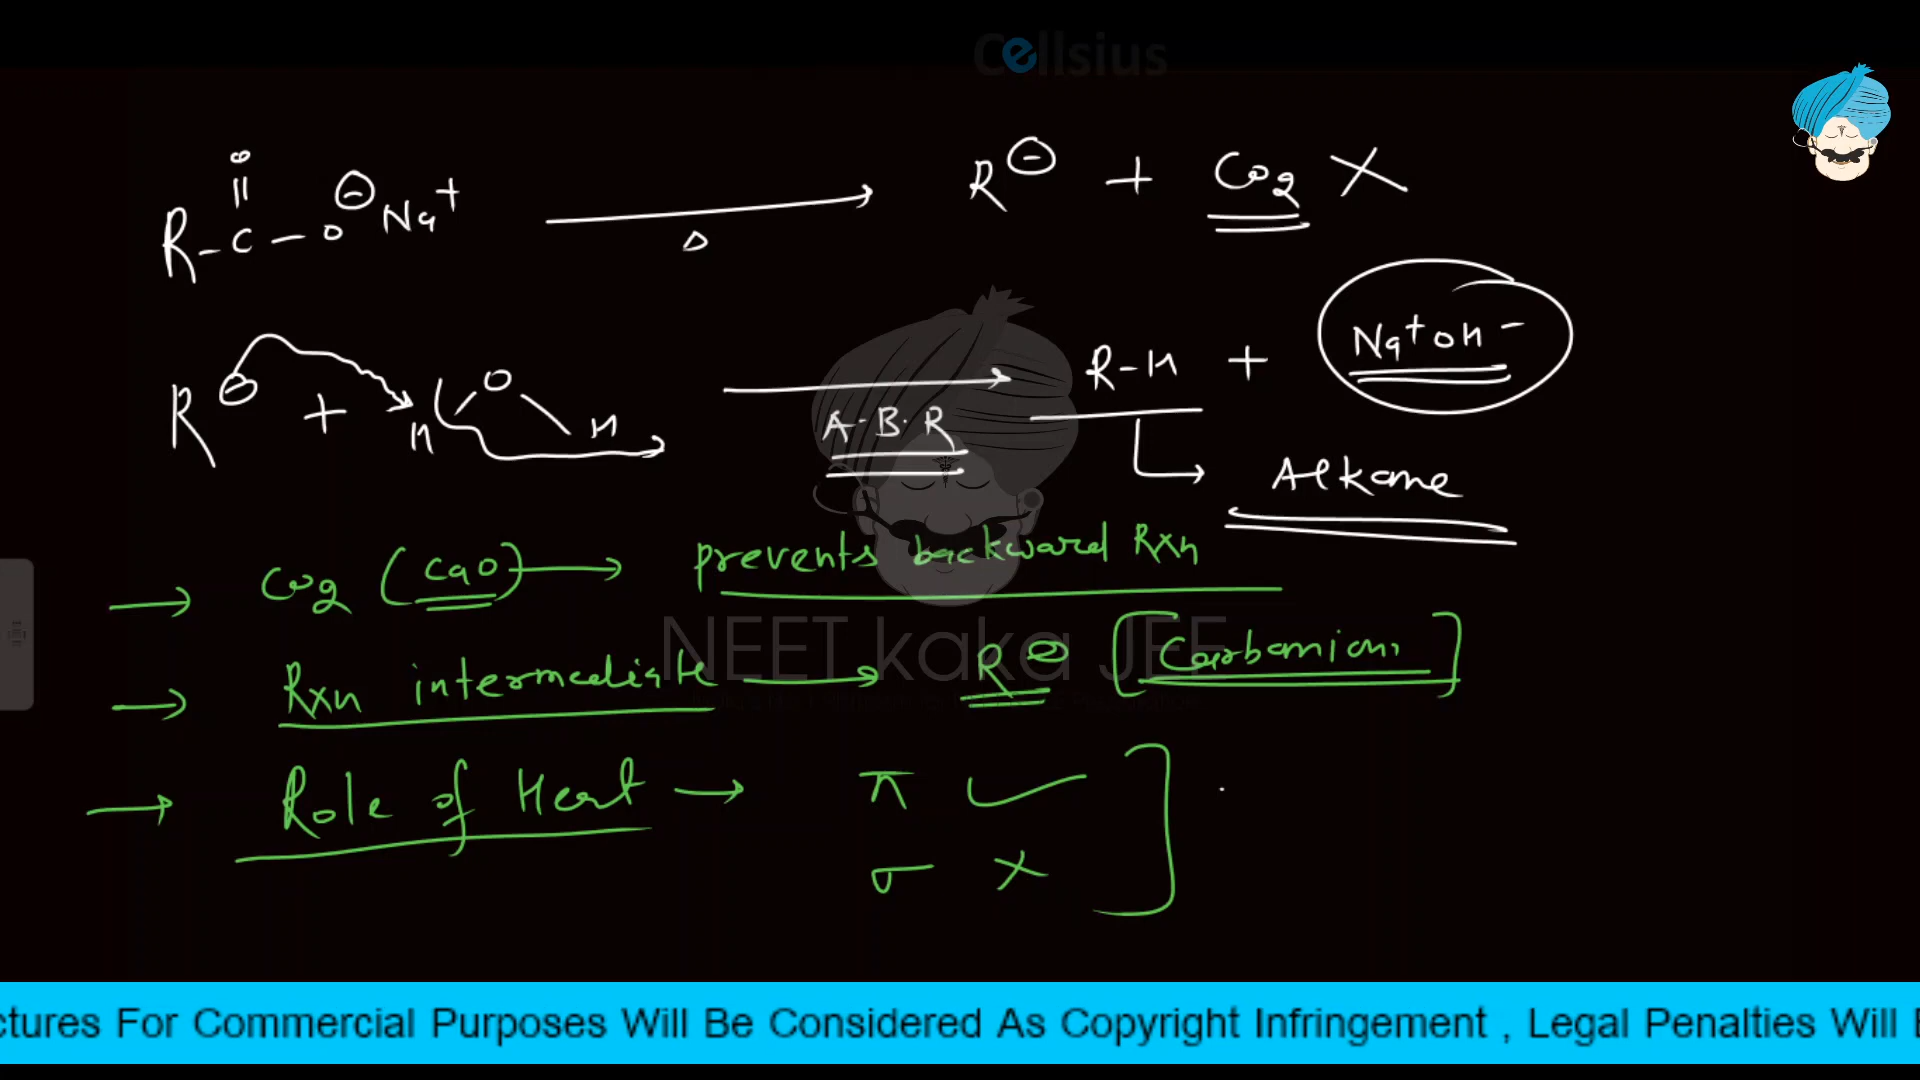 Cellsius
O
||
R-C-O⊖Na+ →Δ R⊖ + CO2 X
R⊖ + H O H →A.B.R R-H + Na+OH-
Alkane
→ CO2 (CaO) → prevents backward Rxn
NEET kaka JEE
→ Rxn intermediate → R⊖ [Carbanion]
→ Role of Heat → π ✓
σ ×
ctures For Commercial Purposes Will Be Considered As Copyright Infringement , Legal Penalties Will B